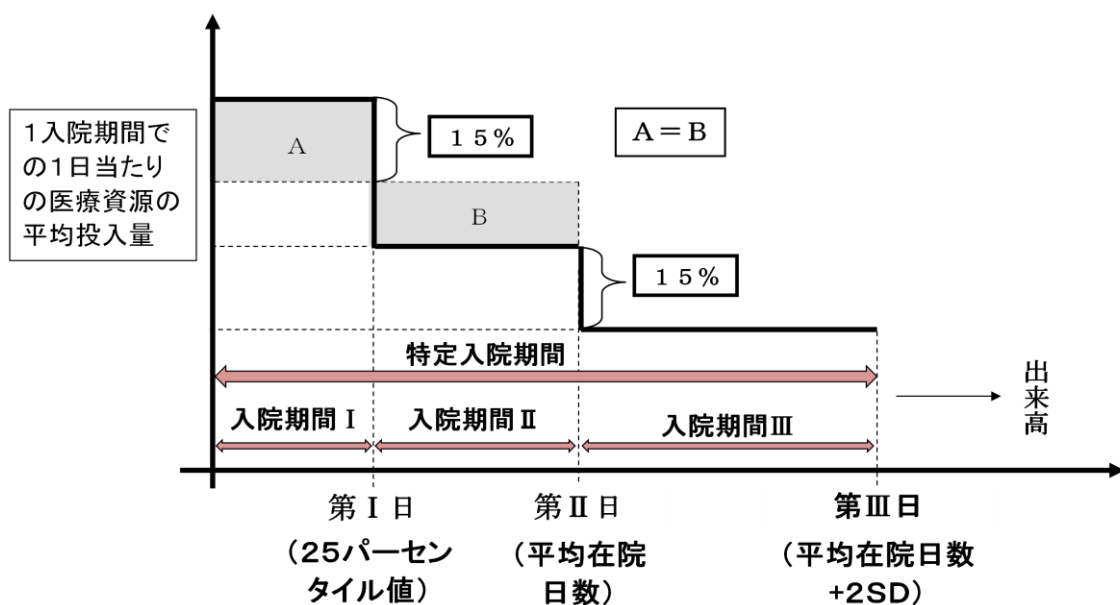 1入院期間で
の1日当たり
の医療資源の
平均投入量
A
15%
A=B
B
15%
特定入院期間
入院期間Ⅰ
入院期間Ⅱ
入院期間Ⅲ
出来高
第Ⅰ日
(25パーセン
タイル値)
第Ⅱ日
(平均在院
日数)
第Ⅲ日
(平均在院日数
+2SD)